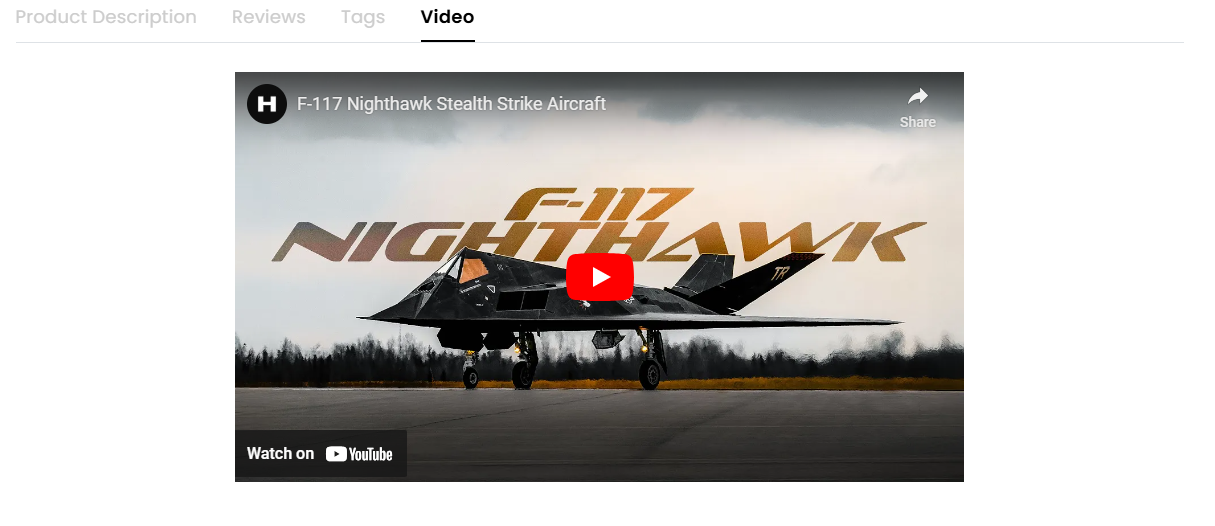 Product Description Reviews Tags Video
H F-117 Nighthawk Stealth Strike Aircraft
Share
F-117
NIGHTHAWK
TR
Watch on YouTube